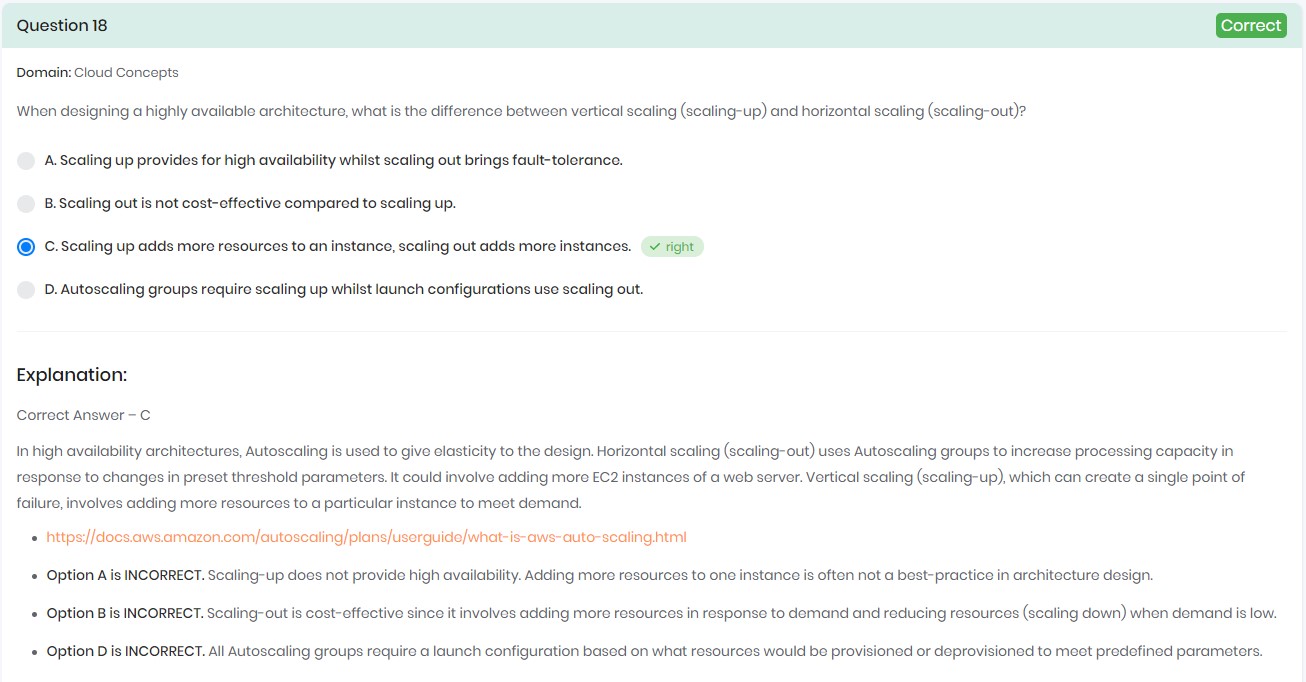 Question 18
Correct
Domain: Cloud Concepts
When designing a highly available architecture, what is the difference between vertical scaling (scaling-up) and horizontal scaling (scaling-out)?
A. Scaling up provides for high availability whilst scaling out brings fault-tolerance.
B. Scaling out is not cost-effective compared to scaling up.
C. Scaling up adds more resources to an instance, scaling out adds more instances. ✓ right
D. Autoscaling groups require scaling up whilst launch configurations use scaling out.
Explanation:
Correct Answer – C
In high availability architectures, Autoscaling is used to give elasticity to the design. Horizontal scaling (scaling-out) uses Autoscaling groups to increase processing capacity in
response to changes in preset threshold parameters. It could involve adding more EC2 instances of a web server. Vertical scaling (scaling-up), which can create a single point of
failure, involves adding more resources to a particular instance to meet demand.
• https://docs.aws.amazon.com/autoscaling/plans/userguide/what-is-aws-auto-scaling.html
• Option A is INCORRECT. Scaling-up does not provide high availability. Adding more resources to one instance is often not a best-practice in architecture design.
• Option B is INCORRECT. Scaling-out is cost-effective since it involves adding more resources in response to demand and reducing resources (scaling down) when demand is low.
• Option D is INCORRECT. All Autoscaling groups require a launch configuration based on what resources would be provisioned or deprovisioned to meet predefined parameters.